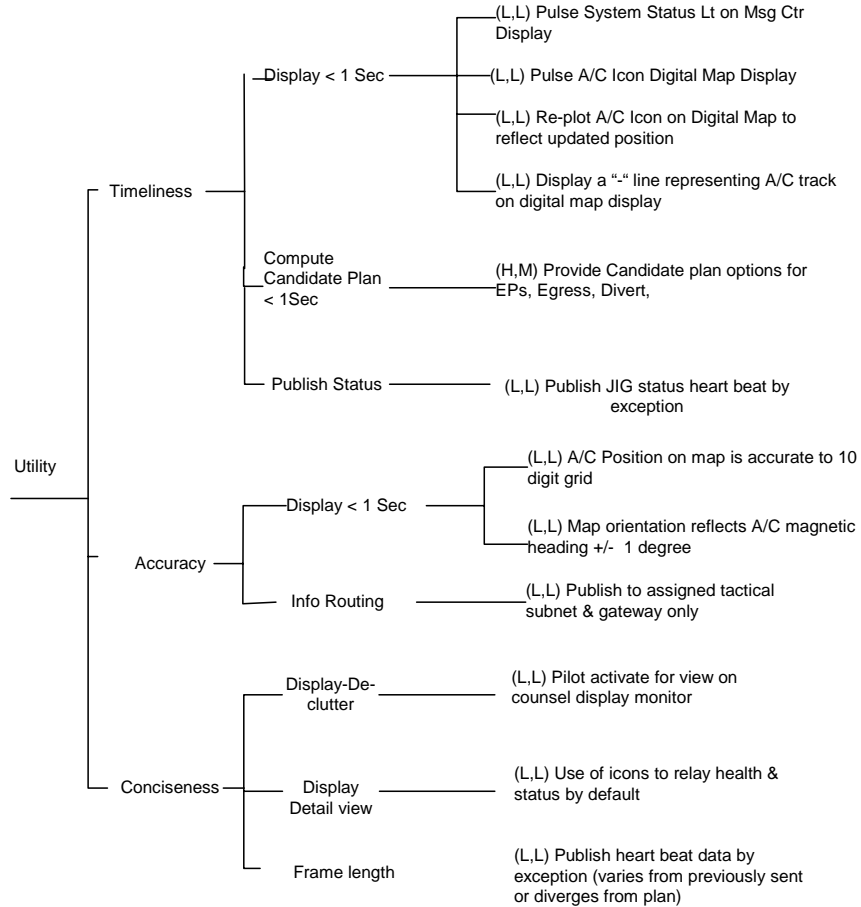 (L,L) Pulse System Status Lt on Msg Ctr
Display
Display < 1 Sec
(L,L) Pulse A/C Icon Digital Map Display
(L,L) Re-plot A/C Icon on Digital Map to
reflect updated position
(L,L) Display a “-“ line representing A/C track
on digital map display
Timeliness
Compute
Candidate Plan
< 1Sec
(H,M) Provide Candidate plan options for
EPs, Egress, Divert,
Publish Status
(L,L) Publish JIG status heart beat by
exception
Utility
(L,L) A/C Position on map is accurate to 10
digit grid
Display < 1 Sec
(L,L) Map orientation reflects A/C magnetic
heading +/- 1 degree
Accuracy
Info Routing
(L,L) Publish to assigned tactical
subnet & gateway only
Display-De-
clutter
(L,L) Pilot activate for view on
counsel display monitor
Conciseness
Display
Detail view
(L,L) Use of icons to relay health &
status by default
Frame length
(L,L) Publish heart beat data by
exception (varies from previously sent
or diverges from plan)